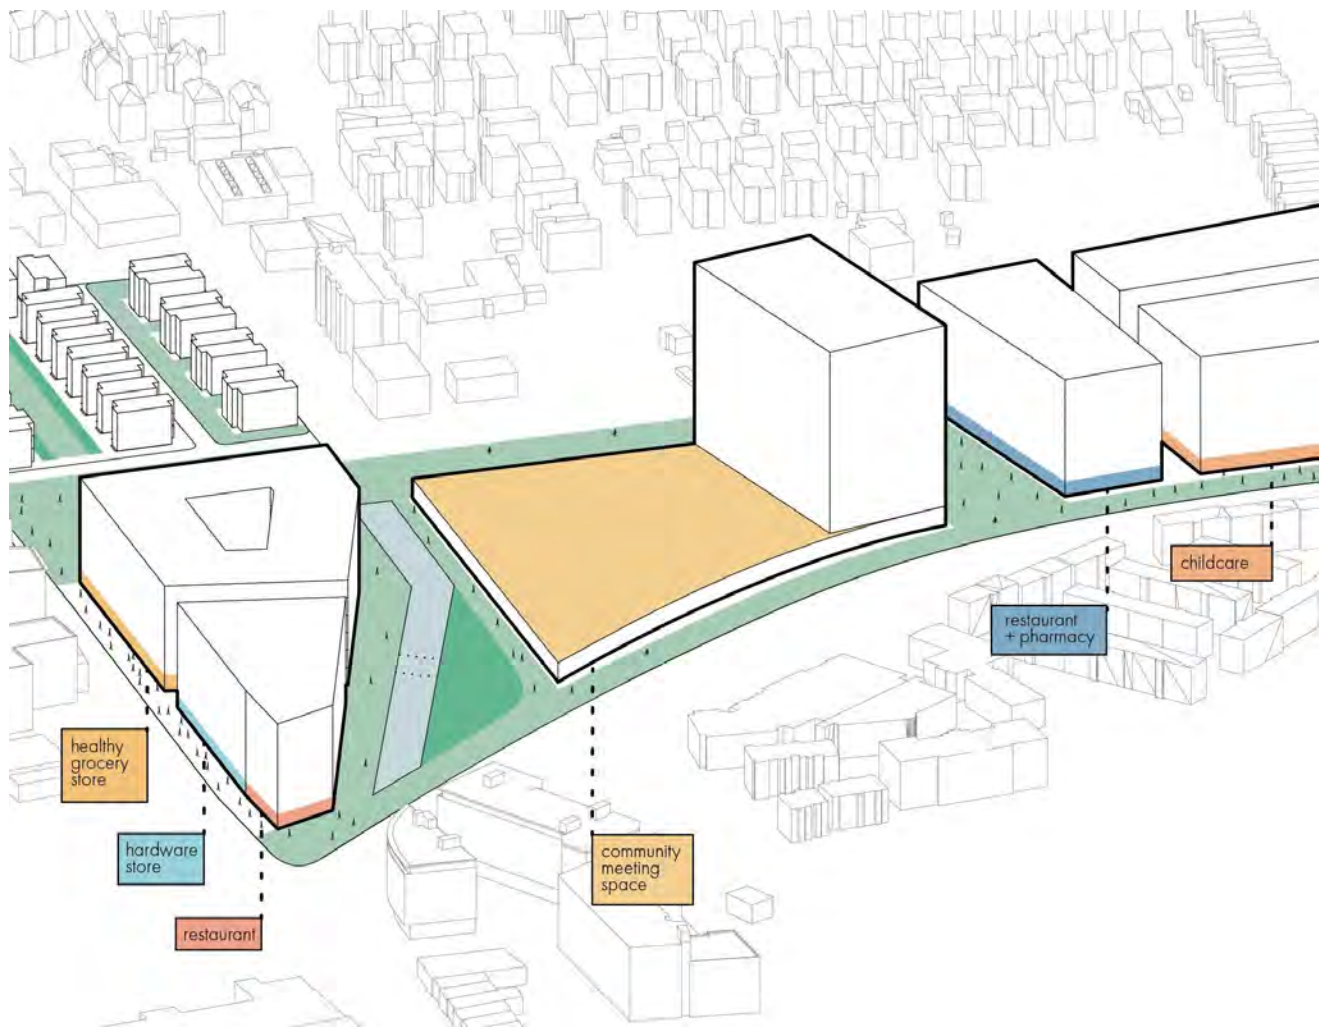 childcare
restaurant
+ pharmacy
healthy
grocery
store
hardware
store
community
meeting
space
restaurant